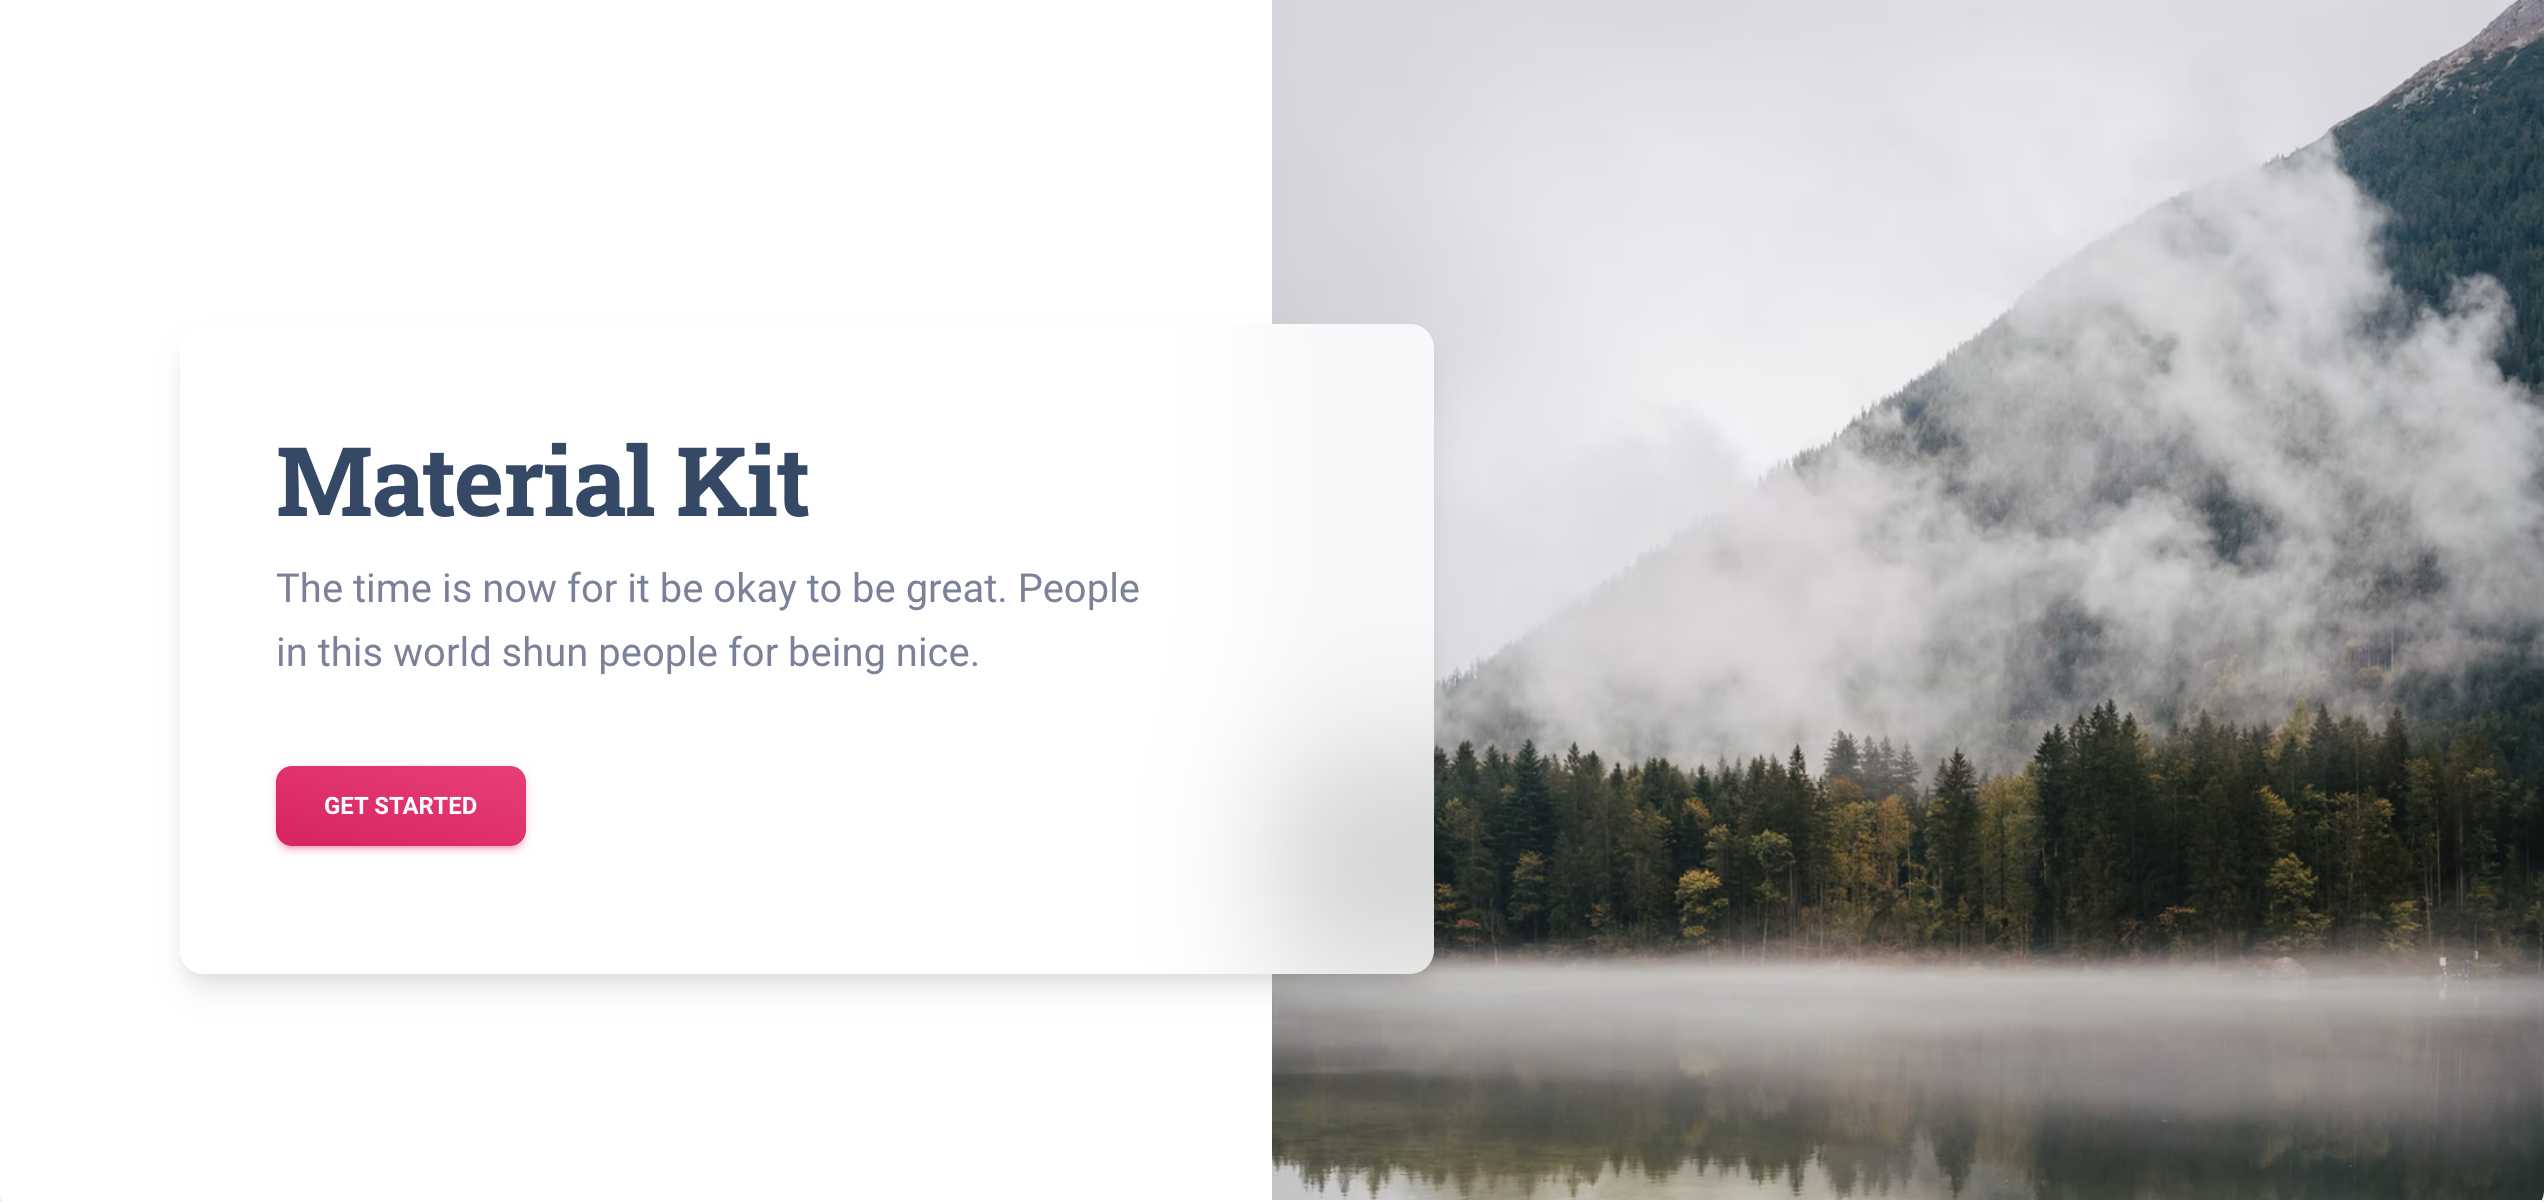 Material Kit
The time is now for it be okay to be great. People
in this world shun people for being nice.
GET STARTED